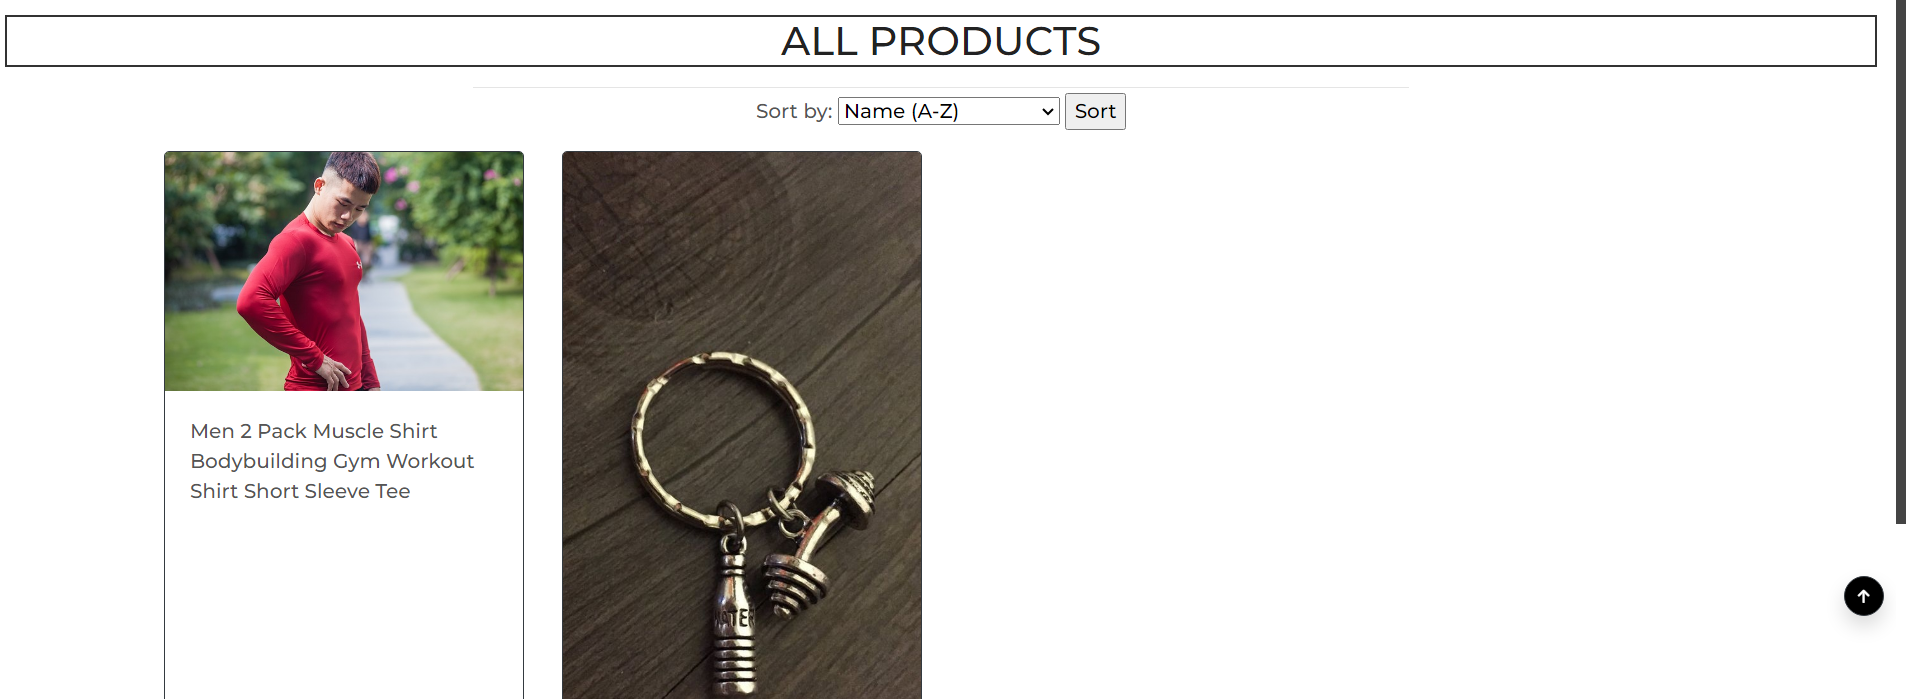 ALL PRODUCTS
Sort by: Name (A-Z) Sort
Men 2 Pack Muscle Shirt
Bodybuilding Gym Workout
Shirt Short Sleeve Tee